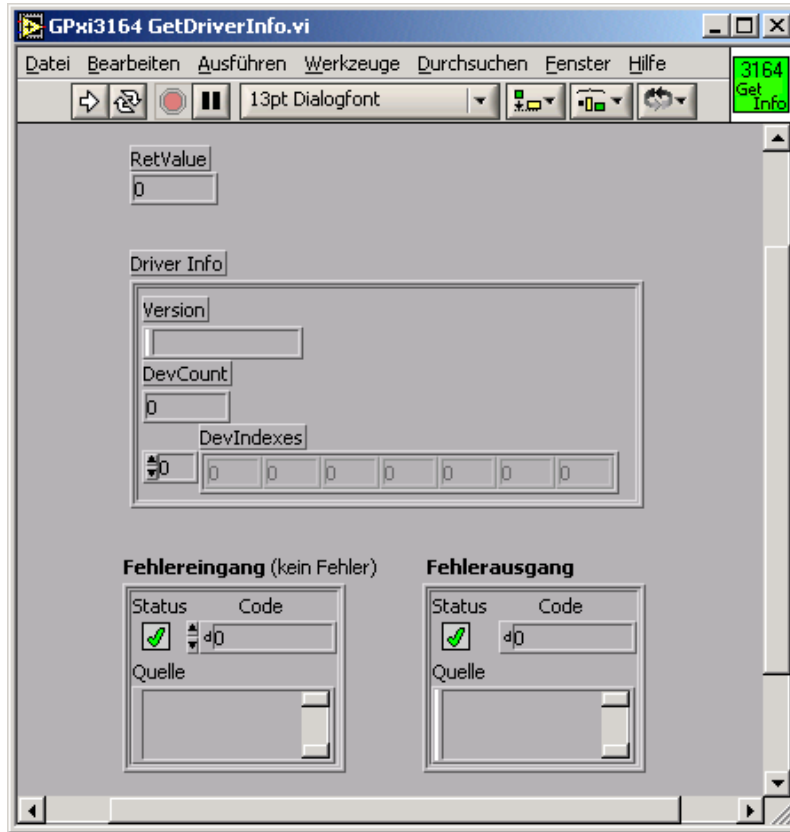 GPxi3164 GetDriverInfo.vi
Datei Bearbeiten Ausführen Werkzeuge Durchsuchen Fenster Hilfe
3164
Get
Info
13pt Dialogfont
RetValue
0
Driver Info
Version
DevCount
0
DevIndexes
0 0 0 0 0 0 0 0
Fehlereingang (kein Fehler) Fehlerausgang
Status Code Status Code
d0 d0
Quelle Quelle